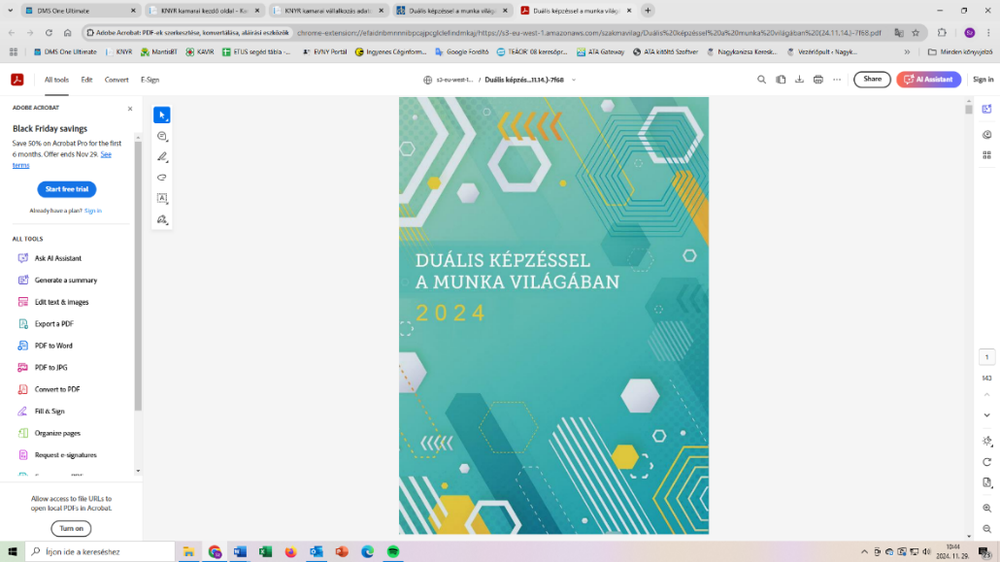 DMS One Ultimate
KNYR kamarai kezdő oldal - Ka
KNYR kamarai vállalkozás adata
Duális képzéssel a munka világá
Duális képzéssel a munka világá
Adobe Acrobat: PDF-ek szerkesztése, konvertálása, aláírási eszközök
chrome-extension://efaidnbmnnnibpcajpcglclefindmkaj/https://s3-eu-west-1.amazonaws.com/szakmavilag/Duális%20képzéssel%20a%20munka%20világában%20(2024.11.14.)-7f68.pdf
DMS One Ultimate
KNYR
MantisBT
KAVIR
ETUS segéd tábla -...
EVNY Portál
Ingyenes Céginform...
Google Fordító
TEÁOR' 08 keresőpr...
ATA Gateway
ATA kitöltő Szoftver
Nagykanizsa Keresk...
Vezérlőpult ‹ Nagyk...
Minden könyvjelző
All tools
Edit
Convert
E-Sign
s3-eu-west-1... / Duális képzés...11.14.)-7f68
Share
AI Assistant
Sign in
ADOBE ACROBAT
Black Friday savings
Save 50% on Acrobat Pro for the first
6 months. Offer ends Nov 29. See
terms
Start free trial
Already have a plan? Sign in
ALL TOOLS
Ask AI Assistant
Generate a summary
Edit text & images
Export a PDF
PDF to Word
PDF to JPG
Convert to PDF
Fill & Sign
Organize pages
Request e-signatures
Allow access to file URLs to
open local PDFs in Acrobat.
Turn on
DUÁLIS KÉPZÉSSEL
A MUNKA VILÁGÁBAN
2024
1
143
Írjon ide a kereséshez
10:44
2024. 11. 29.
23